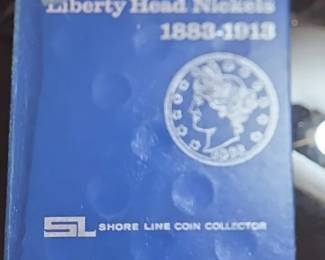 Liberty Head Nickels
1883-1913
SL SHORE LINE COIN COLLECTOR